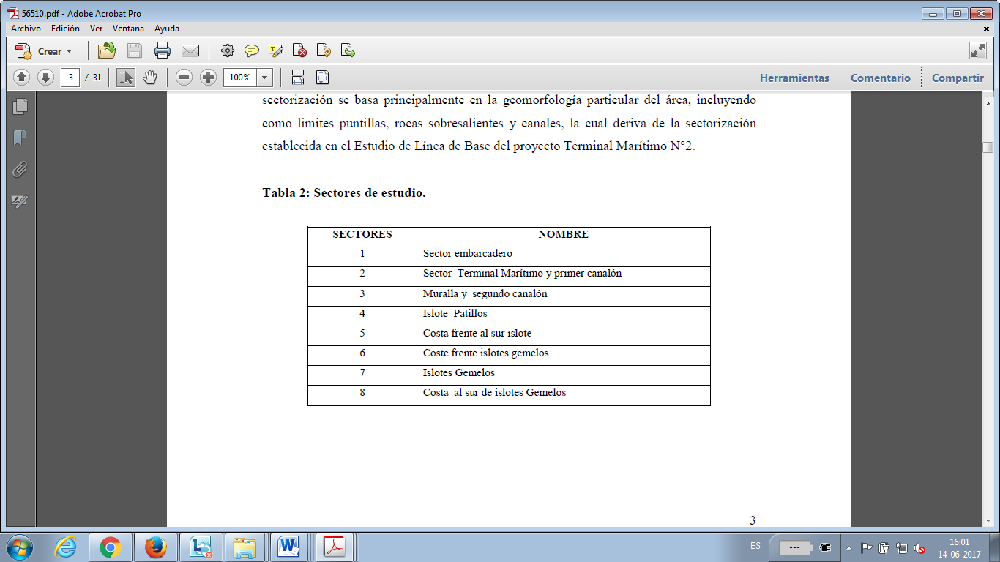 56510.pdf - Adobe Acrobat Pro
Archivo Edición Ver Ventana Ayuda
Crear
3 / 31 100% Herramientas Comentario Compartir
sectorización se basa principalmente en la geomorfología particular del área, incluyendo
como limites puntillas, rocas sobresalientes y canales, la cual deriva de la sectorización
establecida en el Estudio de Línea de Base del proyecto Terminal Marítimo N°2.
Tabla 2: Sectores de estudio.
SECTORES NOMBRE
1 Sector embarcadero
2 Sector Terminal Marítimo y primer canalón
3 Muralla y segundo canalón
4 Islote Patillos
5 Costa frente al sur islote
6 Coste frente islotes gemelos
7 Islotes Gemelos
8 Costa al sur de islotes Gemelos
3
ES --- 16:01
14-06-2017